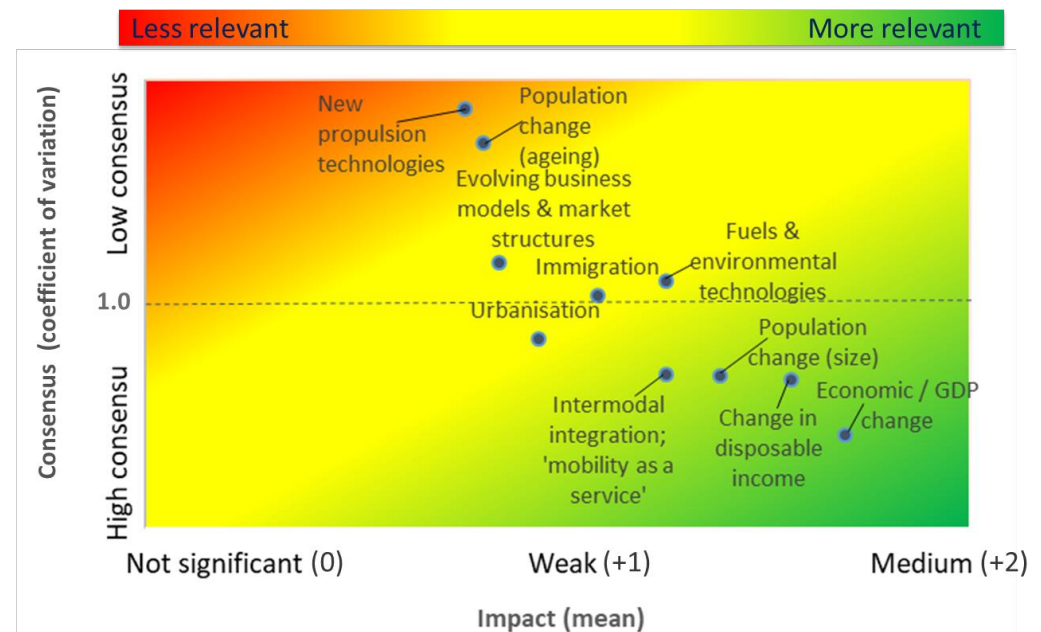 Less relevant
More relevant
Consensus (coefficient of variation)
Low consensus
1.0
High consensu
New
propulsion
technologies
Population
change
(ageing)
Evolving business
models & market
structures
Immigration
Fuels &
environmental
technologies
Urbanisation
Population
change (size)
Intermodal
integration;
'mobility as a
service'
Change in
disposable
income
Economic / GDP
change
Not significant (0)
Weak (+1)
Medium (+2)
Impact (mean)